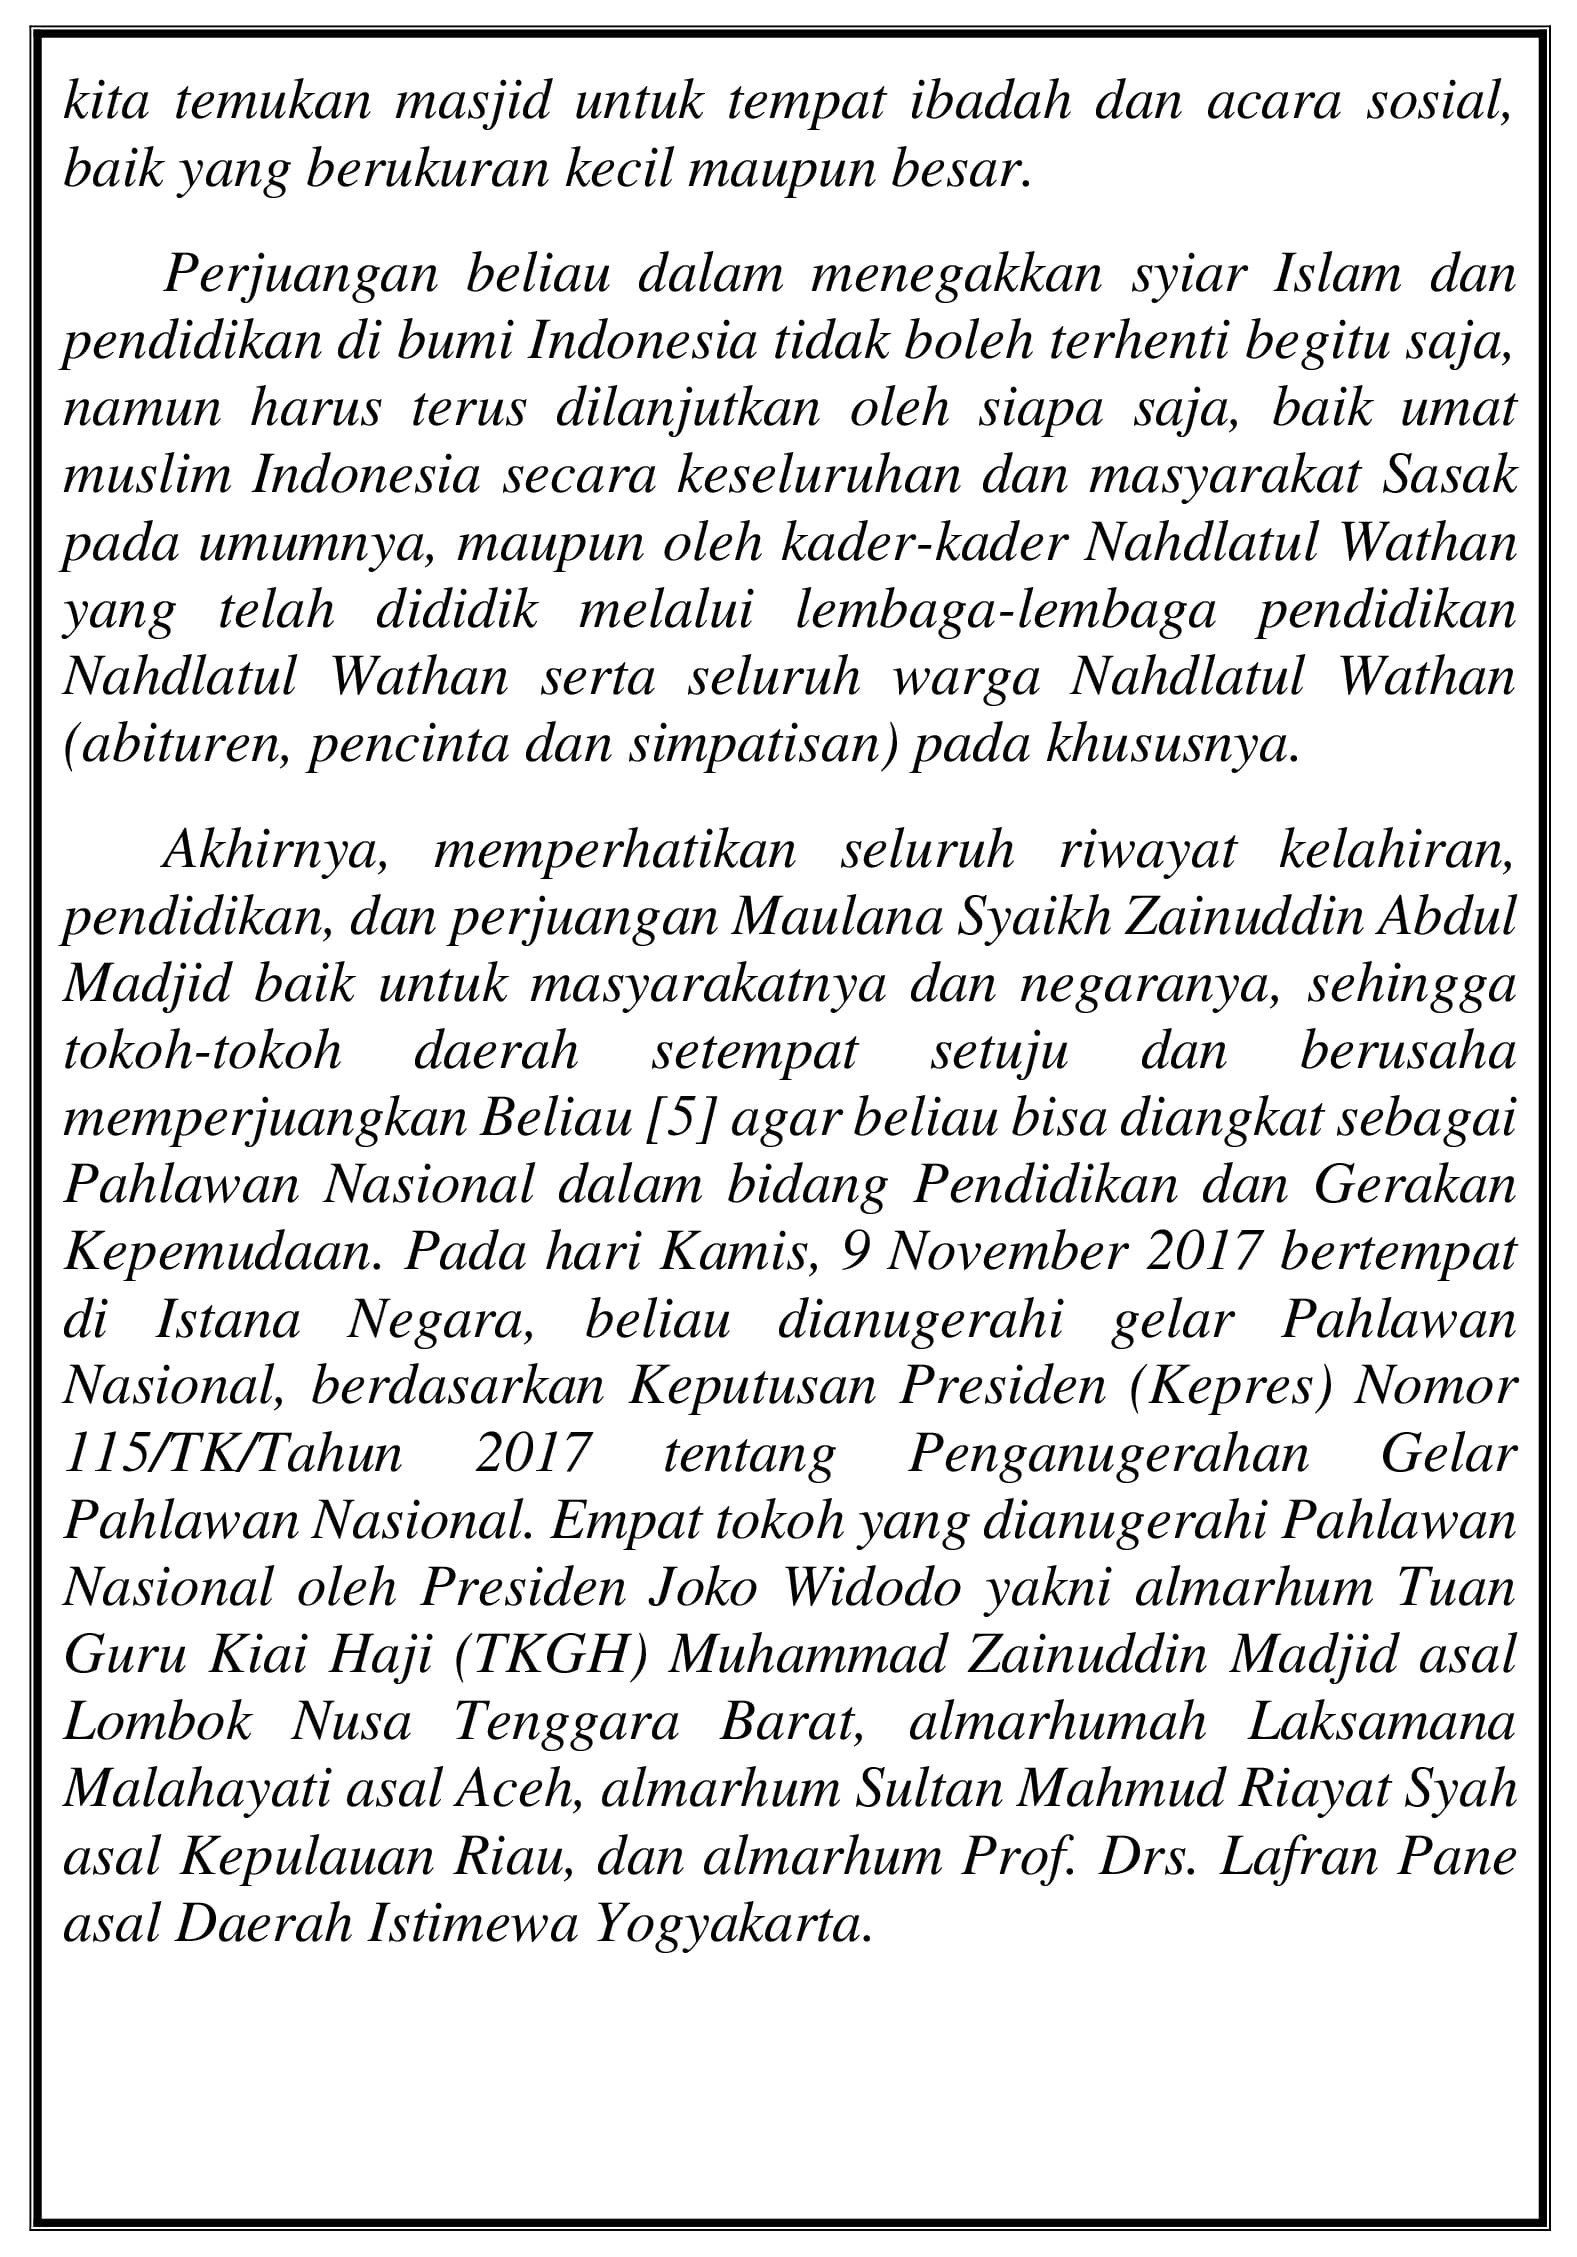 kita temukan masjid untuk tempat ibadah dan acara sosial,
baik yang berukuran kecil maupun besar.
Perjuangan beliau dalam menegakkan syiar Islam dan
pendidikan di bumi Indonesia tidak boleh terhenti begitu saja,
namun harus terus dilanjutkan oleh siapa saja, baik umat
muslim Indonesia secara keseluruhan dan masyarakat Sasak
pada umumnya, maupun oleh kader-kader Nahdlatul Wathan
yang telah dididik melalui lembaga-lembaga pendidikan
Nahdlatul Wathan serta seluruh warga Nahdlatul Wathan
(abituren, pencinta dan simpatisan) pada khususnya.
Akhirnya, memperhatikan seluruh riwayat kelahiran,
pendidikan, dan perjuangan Maulana Syaikh Zainuddin Abdul
Madjid baik untuk masyarakatnya dan negaranya, sehingga
tokoh-tokoh daerah setempat setuju dan berusaha
memperjuangkan Beliau [5] agar beliau bisa diangkat sebagai
Pahlawan Nasional dalam bidang Pendidikan dan Gerakan
Kepemudaan. Pada hari Kamis, 9 November 2017 bertempat
di Istana Negara, beliau dianugerahi gelar Pahlawan
Nasional, berdasarkan Keputusan Presiden (Kepres) Nomor
115/TK/Tahun 2017 tentang Penganugerahan Gelar
Pahlawan Nasional. Empat tokoh yang dianugerahi Pahlawan
Nasional oleh Presiden Joko Widodo yakni almarhum Tuan
Guru Kiai Haji (TKGH) Muhammad Zainuddin Madjid asal
Lombok Nusa Tenggara Barat, almarhumah Laksamana
Malahayati asal Aceh, almarhum Sultan Mahmud Riayat Syah
asal Kepulauan Riau, dan almarhum Prof. Drs. Lafran Pane
asal Daerah Istimewa Yogyakarta.